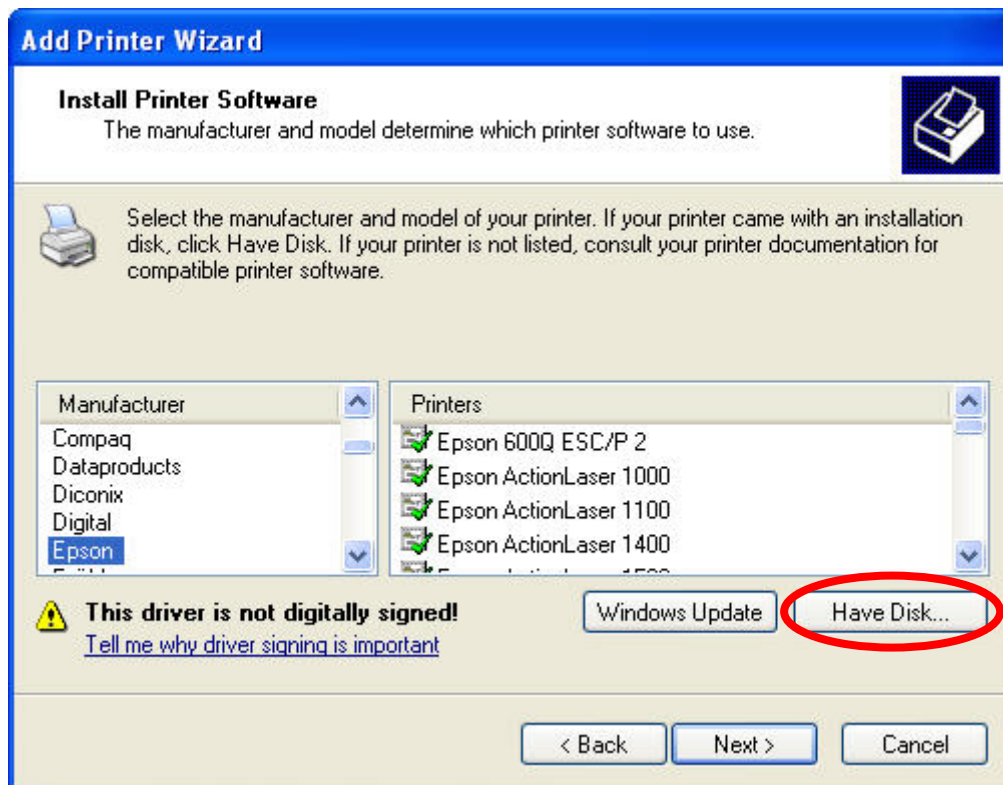 Add Printer Wizard
Install Printer Software
The manufacturer and model determine which printer software to use.
Select the manufacturer and model of your printer. If your printer came with an installation
disk, click Have Disk. If your printer is not listed, consult your printer documentation for
compatible printer software.
Manufacturer
Compaq
Dataproducts
Diconix
Digital
Epson
Printers
Epson 600Q ESC/P 2
Epson ActionLaser 1000
Epson ActionLaser 1100
Epson ActionLaser 1400
This driver is not digitally signed!
Tell me why driver signing is important
Windows Update
Have Disk...
< Back
Next >
Cancel